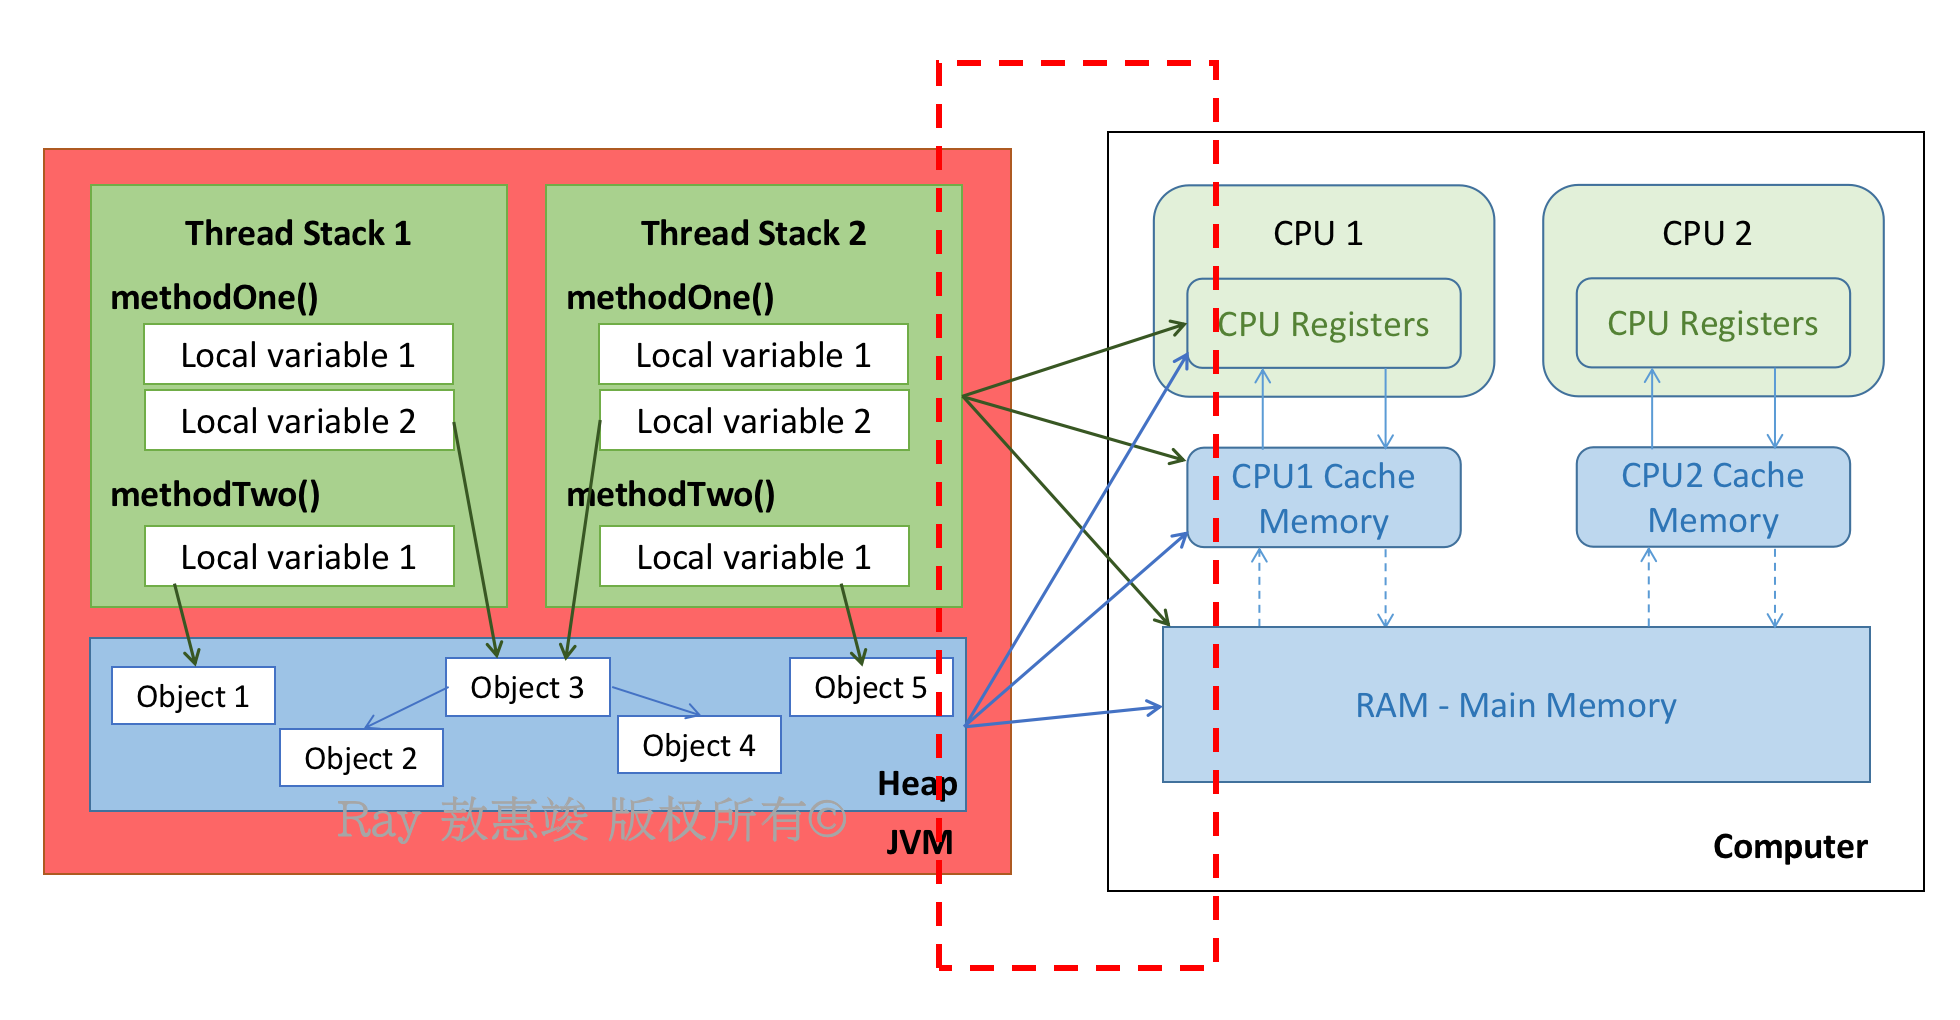 Thread Stack 1
methodOne()
Local variable 1
Local variable 2
methodTwo()
Local variable 1
Thread Stack 2
methodOne()
Local variable 1
Local variable 2
methodTwo()
Local variable 1
Object 1
Object 2
Object 3
Object 4
Object 5
Heap
Ray 敖惠竣 版权所有©
JVM
CPU 1
CPU Registers
CPU1 Cache
Memory
CPU 2
CPU Registers
CPU2 Cache
Memory
RAM - Main Memory
Computer